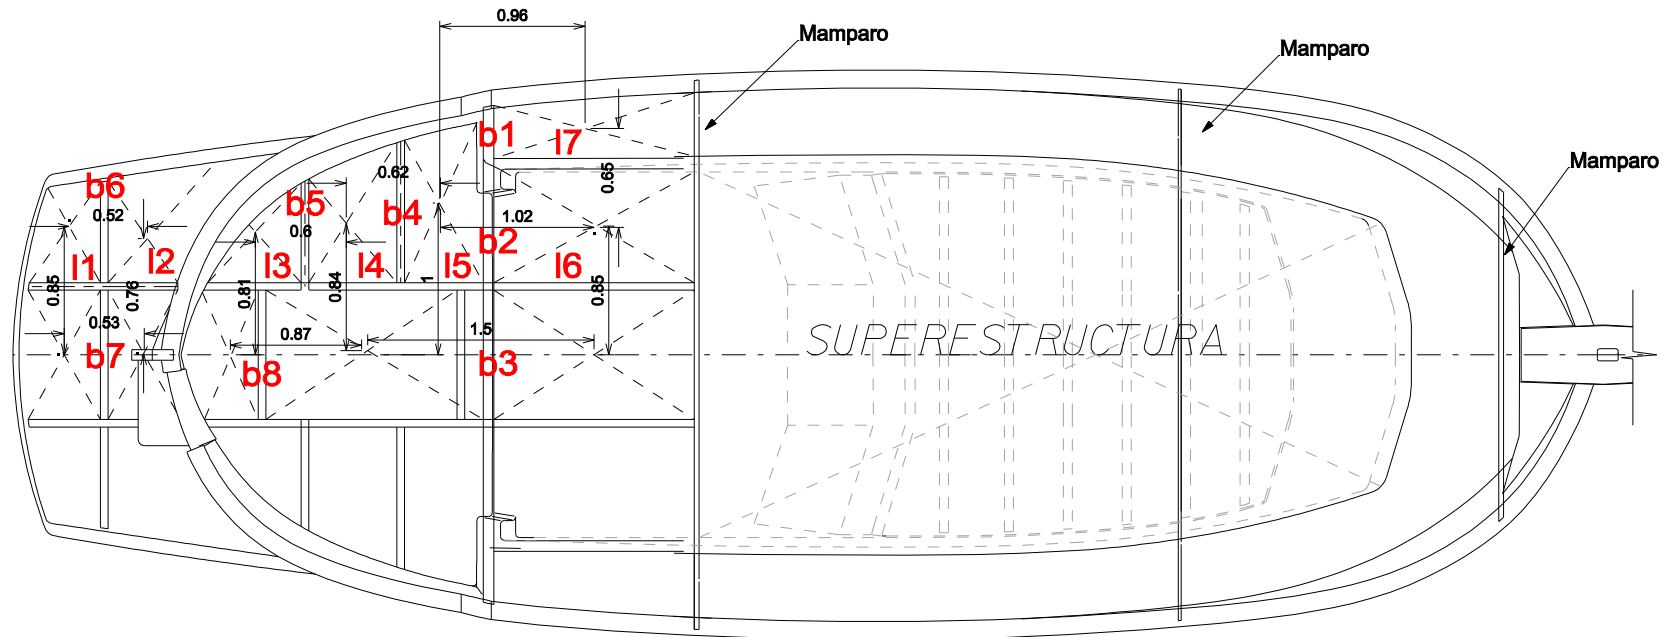 0.96
Mamparo
Mamparo
Mamparo
b1
l7
0.62
0.65
b6
b5
b4
0.52
0.6
1.02
b2
l1
l2
l3
l4
l5
l6
0.85
0.76
0.81
0.84
1
0.85
0.53
0.87
1.5
SUPERESTRUCTURA
b7
b8
b3